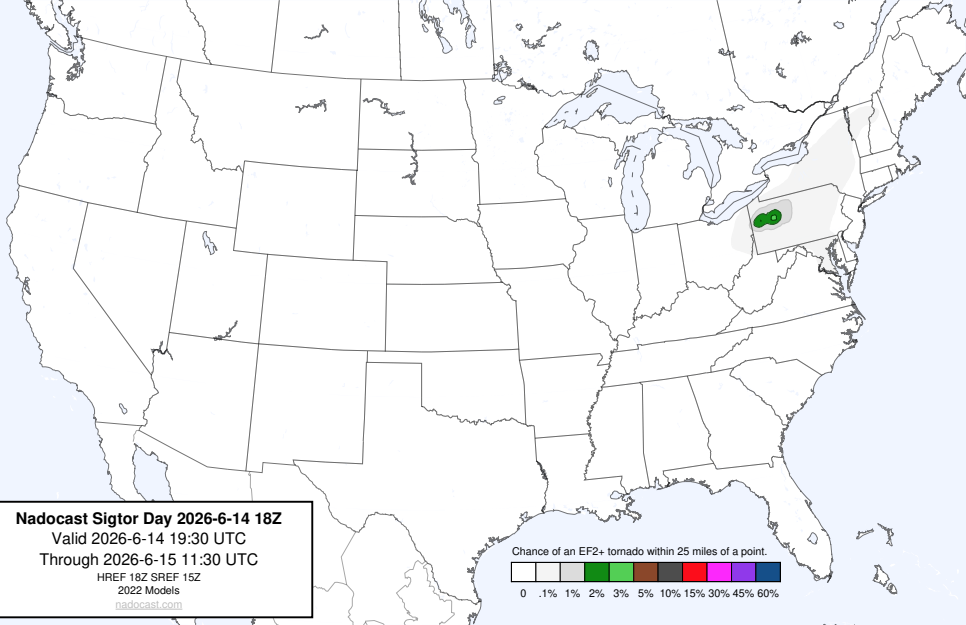 Nadocast Sigtor Day 2026-6-14 18Z
Valid 2026-6-14 19:30 UTC
Through 2026-6-15 11:30 UTC
HREF 18Z SREF 15Z
2022 Models
nadocast.com
Chance of an EF2+ tornado within 25 miles of a point.
0 .1% 1% 2% 3% 5% 10% 15% 30% 45% 60%